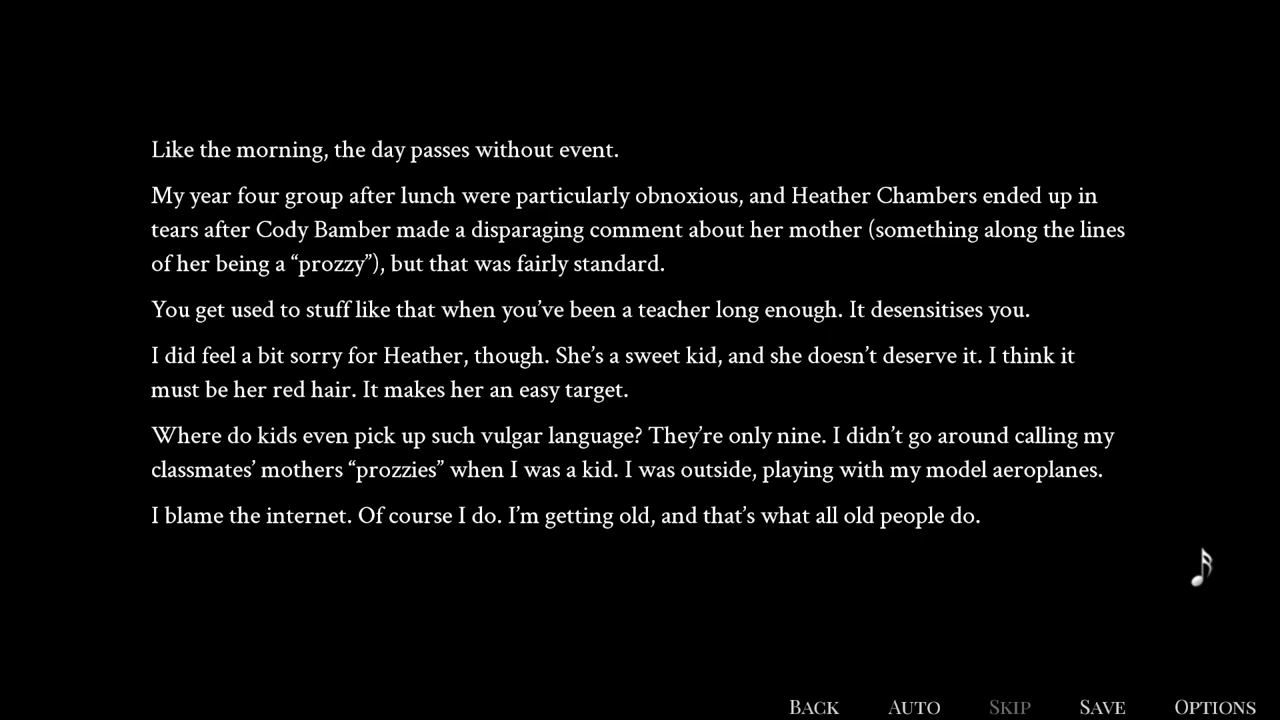 Like the morning, the day passes without event.
My year four group after lunch were particularly obnoxious, and Heather Chambers ended up in
tears after Cody Bamber made a disparaging comment about her mother (something along the lines
of her being a “prozzy”), but that was fairly standard.
You get used to stuff like that when you’ve been a teacher long enough. It desensitises you.
I did feel a bit sorry for Heather, though. She’s a sweet kid, and she doesn’t deserve it. I think it
must be her red hair. It makes her an easy target.
Where do kids even pick up such vulgar language? They’re only nine. I didn’t go around calling my
classmates’ mothers “prozzies” when I was a kid. I was outside, playing with my model aeroplanes.
I blame the internet. Of course I do. I’m getting old, and that’s what all old people do.
Back Auto Skip Save Options